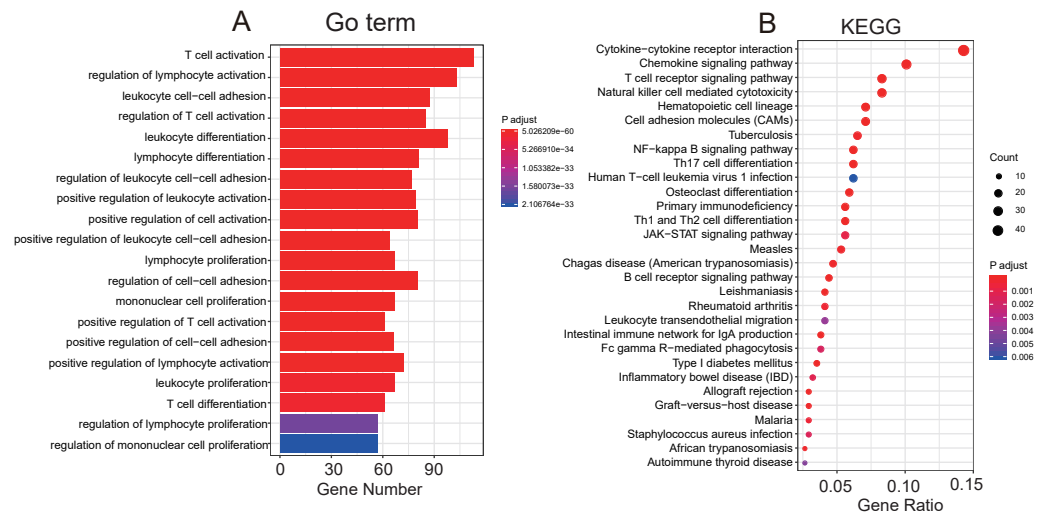 A
Go term
T cell activation
regulation of lymphocyte activation
leukocyte cell−cell adhesion
regulation of T cell activation
leukocyte differentiation
lymphocyte differentiation
regulation of leukocyte cell−cell adhesion
positive regulation of leukocyte activation
positive regulation of cell activation
positive regulation of leukocyte cell−cell adhesion
lymphocyte proliferation
regulation of cell−cell adhesion
mononuclear cell proliferation
positive regulation of T cell activation
positive regulation of cell−cell adhesion
positive regulation of lymphocyte activation
leukocyte proliferation
T cell differentiation
regulation of lymphocyte proliferation
regulation of mononuclear cell proliferation
0 30 60 90
Gene Number
P adjust
5.026209e−60
5.266910e−34
1.053382e−33
1.580073e−33
2.106764e−33
B
KEGG
Cytokine−cytokine receptor interaction
Chemokine signaling pathway
T cell receptor signaling pathway
Natural killer cell mediated cytotoxicity
Hematopoietic cell lineage
Cell adhesion molecules (CAMs)
Tuberculosis
NF−kappa B signaling pathway
Th17 cell differentiation
Human T−cell leukemia virus 1 infection
Osteoclast differentiation
Primary immunodeficiency
Th1 and Th2 cell differentiation
JAK−STAT signaling pathway
Measles
Chagas disease (American trypanosomiasis)
B cell receptor signaling pathway
Leishmaniasis
Rheumatoid arthritis
Leukocyte transendothelial migration
Intestinal immune network for IgA production
Fc gamma R−mediated phagocytosis
Type I diabetes mellitus
Inflammatory bowel disease (IBD)
Allograft rejection
Graft−versus−host disease
Malaria
Staphylococcus aureus infection
African trypanosomiasis
Autoimmune thyroid disease
0.05 0.10 0.15
Gene Ratio
Count
10
20
30
40
P adjust
0.001
0.002
0.003
0.004
0.005
0.006